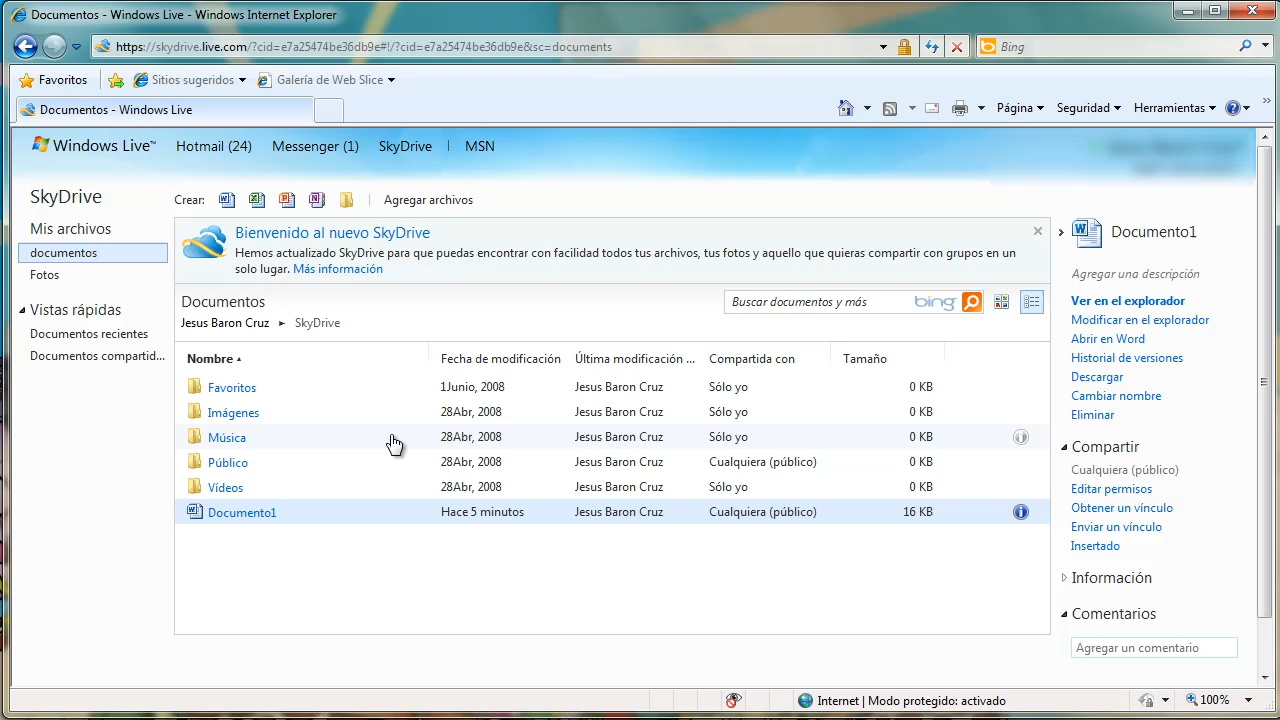 Documentos - Windows Live - Windows Internet Explorer
https://skydrive.live.com/?cid=e7a25474be36db9e#!/?cid=e7a25474be36db9e&sc=documents
Bing
Favoritos
Sitios sugeridos
Galería de Web Slice
Documentos - Windows Live
Página
Seguridad
Herramientas
Windows Live™
Hotmail (24)
Messenger (1)
SkyDrive
MSN
SkyDrive
Crear:
Agregar archivos
Mis archivos
documentos
Fotos
Vistas rápidas
Documentos recientes
Documentos compartid...
Bienvenido al nuevo SkyDrive
Hemos actualizado SkyDrive para que puedas encontrar con facilidad todos tus archivos, tus fotos y aquello que quieras compartir con grupos en un
solo lugar. Más información
Documentos
Buscar documentos y más
bing
Jesus Baron Cruz ► SkyDrive
Nombre Fecha de modificación Última modificación ... Compartida con Tamaño
Favoritos 1Junio, 2008 Jesus Baron Cruz Sólo yo 0 KB
Imágenes 28Abr, 2008 Jesus Baron Cruz Sólo yo 0 KB
Música 28Abr, 2008 Jesus Baron Cruz Sólo yo 0 KB
Público 28Abr, 2008 Jesus Baron Cruz Cualquiera (público) 0 KB
Vídeos 28Abr, 2008 Jesus Baron Cruz Sólo yo 0 KB
Documento1 Hace 5 minutos Jesus Baron Cruz Cualquiera (público) 16 KB
Documento1
Agregar una descripción
Ver en el explorador
Modificar en el explorador
Abrir en Word
Historial de versiones
Descargar
Cambiar nombre
Eliminar
Compartir
Cualquiera (público)
Editar permisos
Obtener un vínculo
Enviar un vínculo
Insertado
Información
Comentarios
Agregar un comentario
Internet | Modo protegido: activado
100%